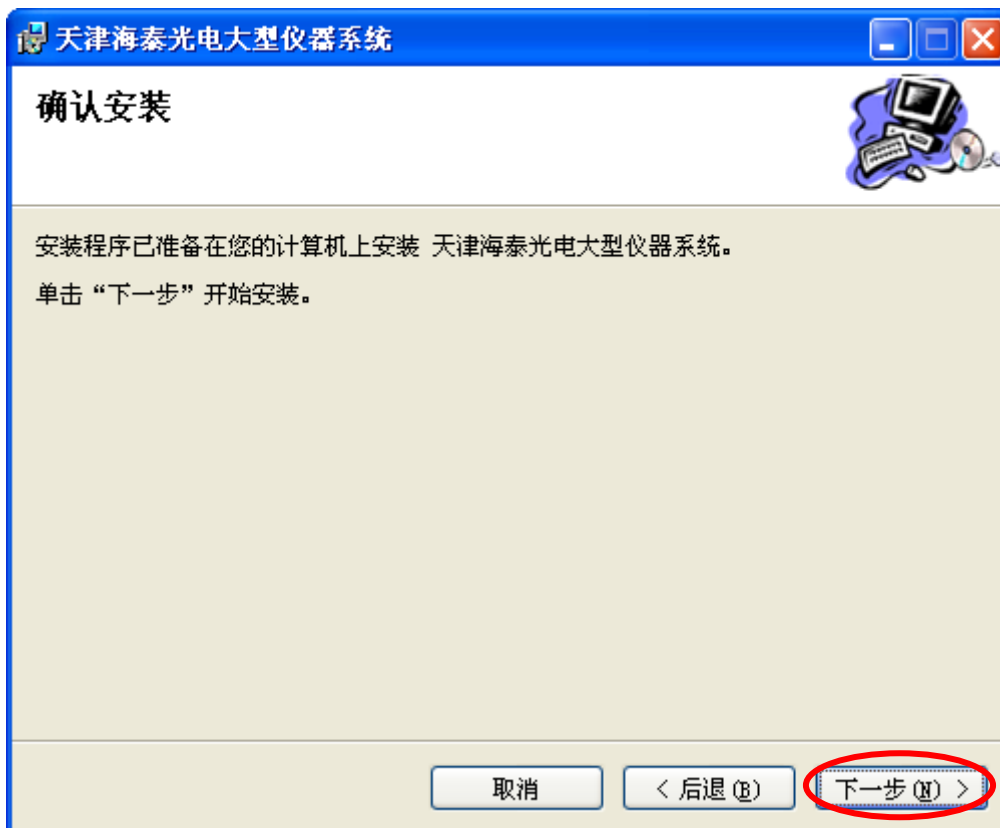 天津海泰光电大型仪器系统
确认安装
安装程序已准备在您的计算机上安装 天津海泰光电大型仪器系统。
单击“下一步”开始安装。
取消
< 后退(B)
下一步(N) >